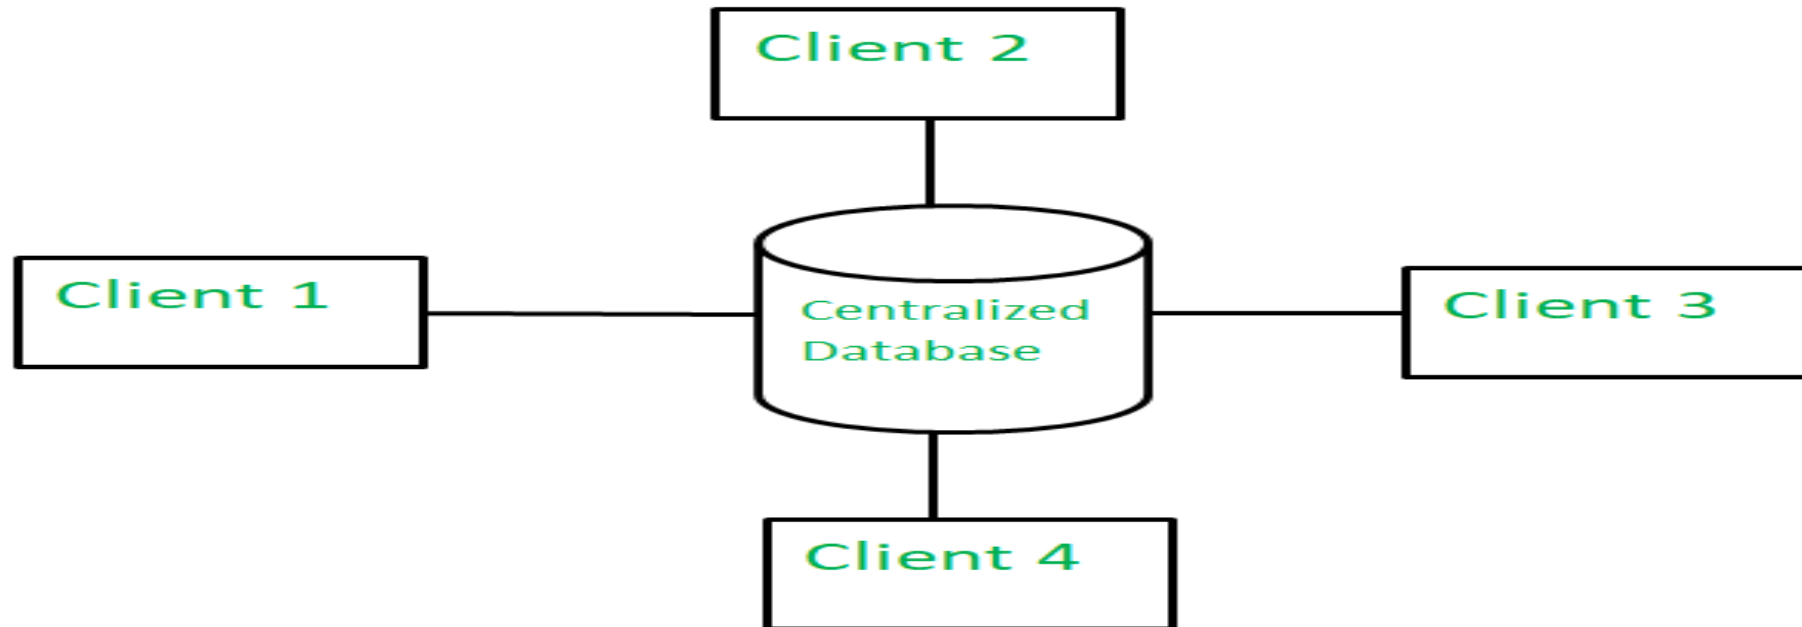 Client 2
Client 1
Centralized
Database
Client 3
Client 4